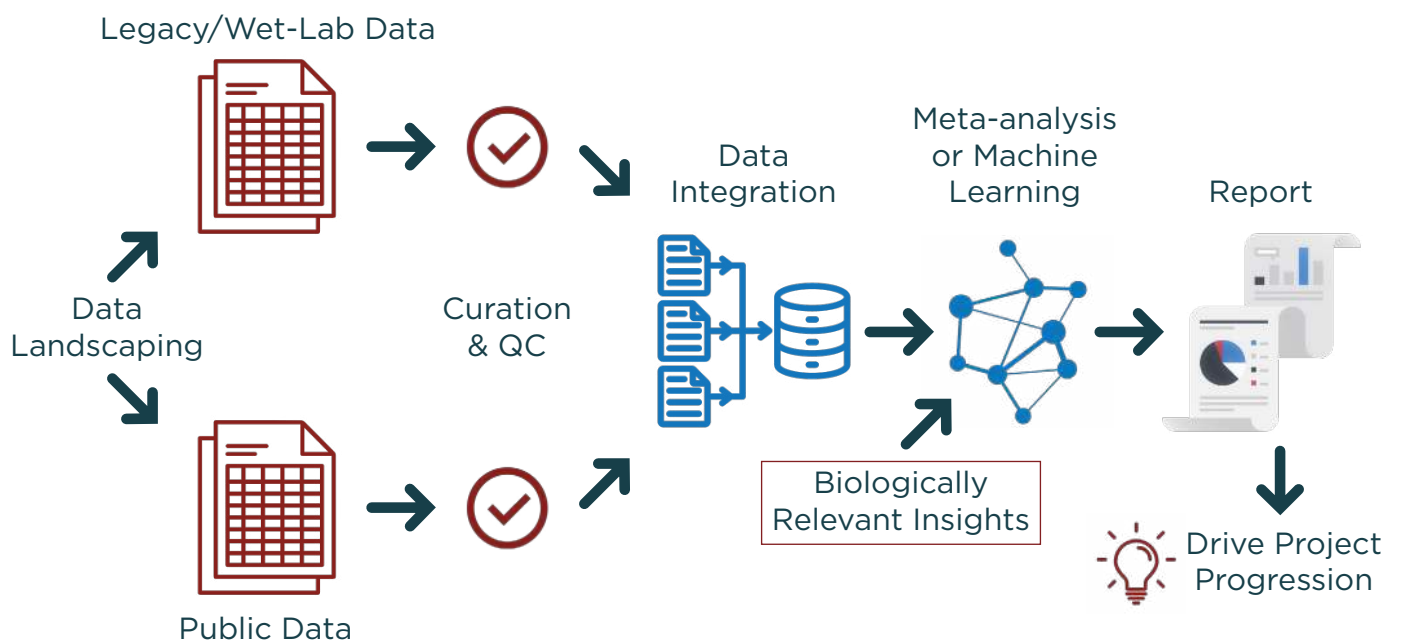 Legacy/Wet-Lab Data
Data
Landscaping
Public Data
Curation
& QC
Data
Integration
Meta-analysis
or Machine
Learning
Biologically
Relevant Insights
Report
Drive Project
Progression